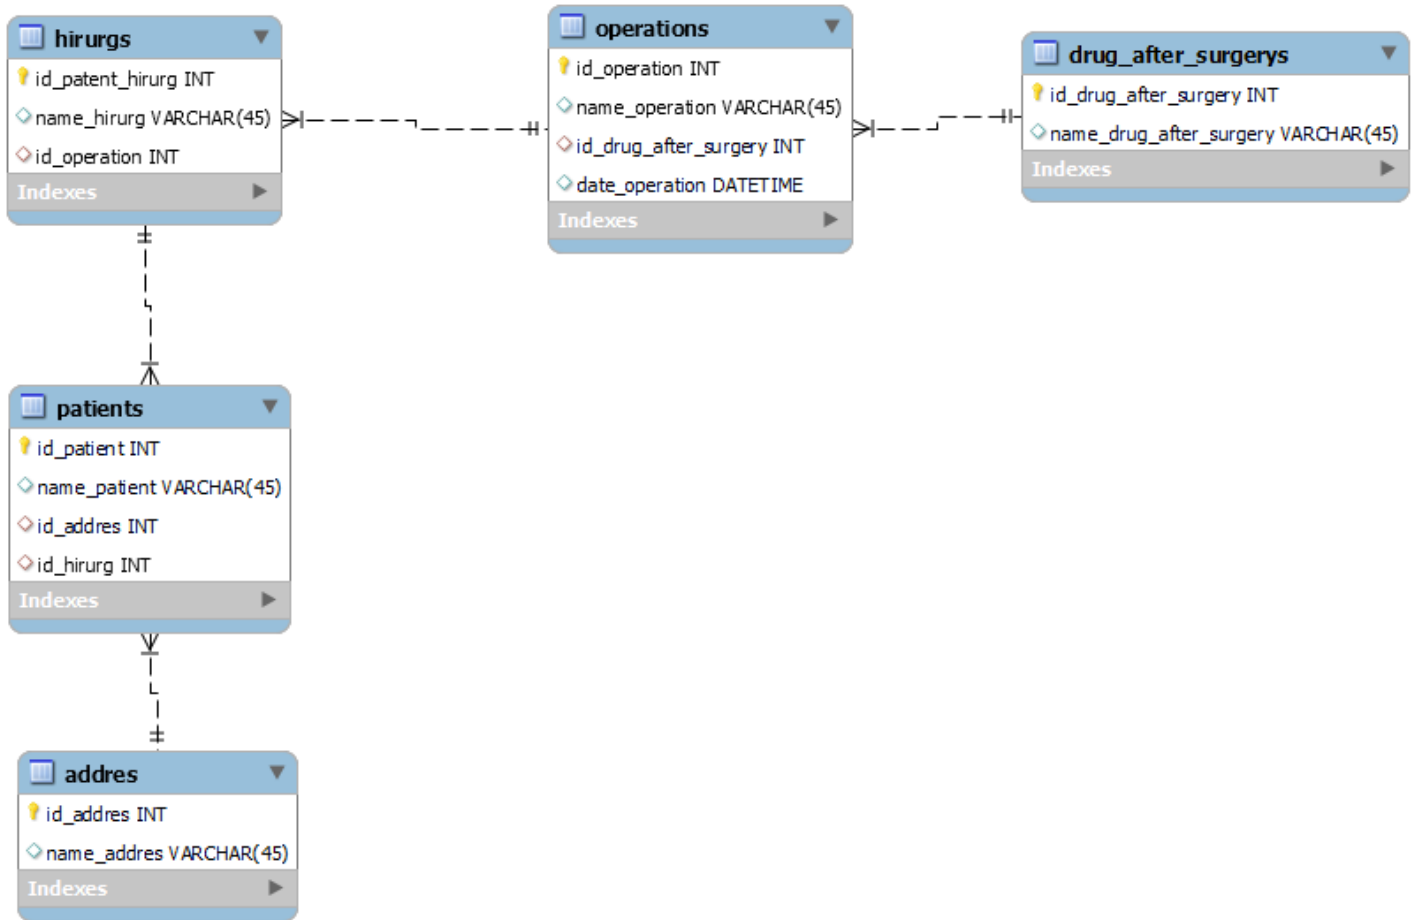 hirurgs
id_patent_hirurg INT
name_hirurg VARCHAR(45)
id_operation INT
Indexes
operations
id_operation INT
name_operation VARCHAR(45)
id_drug_after_surgery INT
date_operation DATETIME
Indexes
drug_after_surgerys
id_drug_after_surgery INT
name_drug_after_surgery VARCHAR(45)
Indexes
patients
id_patient INT
name_patient VARCHAR(45)
id_addres INT
id_hirurg INT
Indexes
addres
id_addres INT
name_addres VARCHAR(45)
Indexes